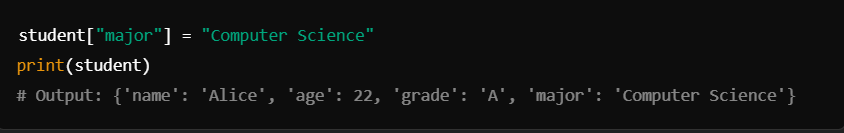 student["major"] = "Computer Science"
print(student)
# Output: {'name': 'Alice', 'age': 22, 'grade': 'A', 'major': 'Computer Science'}